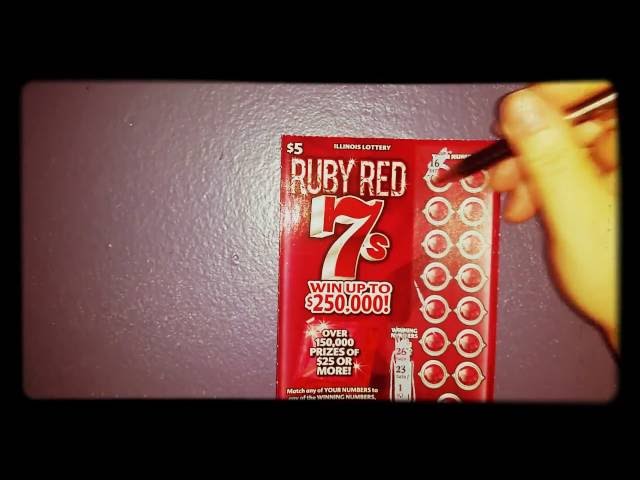 $5 ILLINOIS LOTTERY
RUBY RED
7s
WIN UP TO
$250,000!
OVER
150,000
PRIZES OF
$25 OR
MORE!
Match any of YOUR NUMBERS to
any of the WINNING NUMBERS,
16
WINNING
NUMBERS
26
23
1